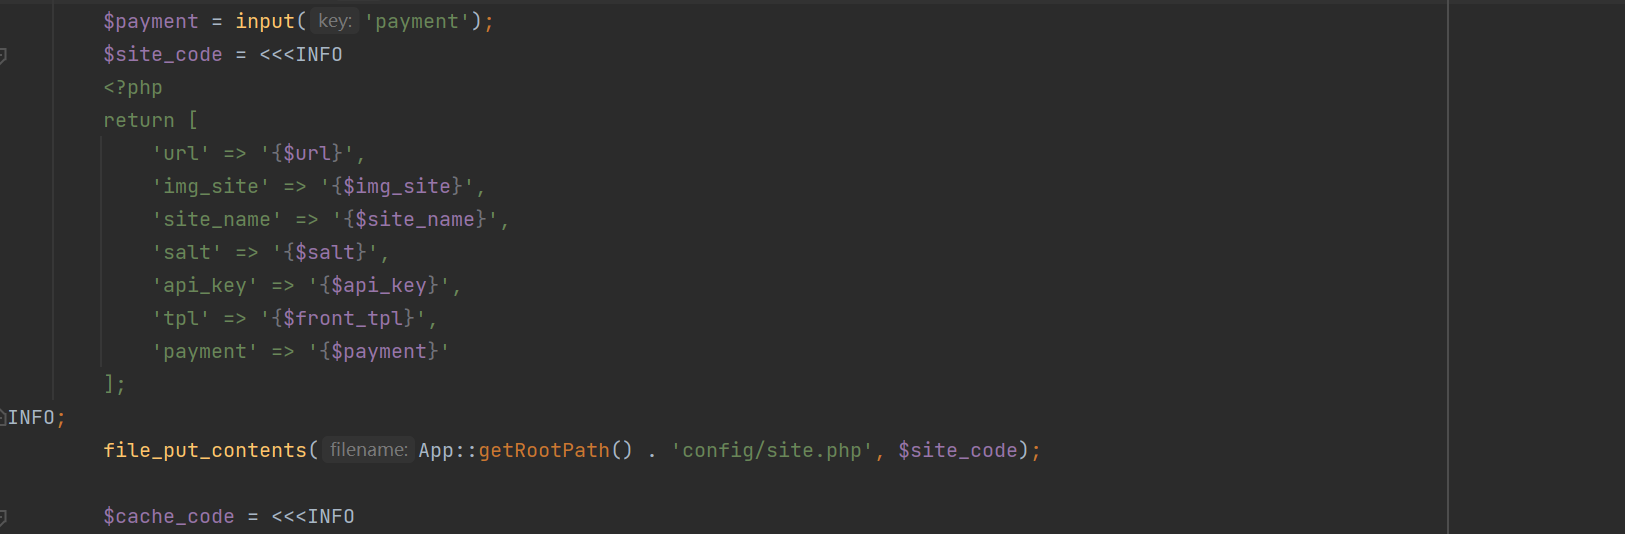 $payment = input( key: 'payment');
$site_code = <<<INFO
<?php
return [
    'url' => '{$url}',
    'img_site' => '{$img_site}',
    'site_name' => '{$site_name}',
    'salt' => '{$salt}',
    'api_key' => '{$api_key}',
    'tpl' => '{$front_tpl}',
    'payment' => '{$payment}'
];
INFO;
file_put_contents( filename: App::getRootPath() . 'config/site.php', $site_code);
$cache_code = <<<INFO